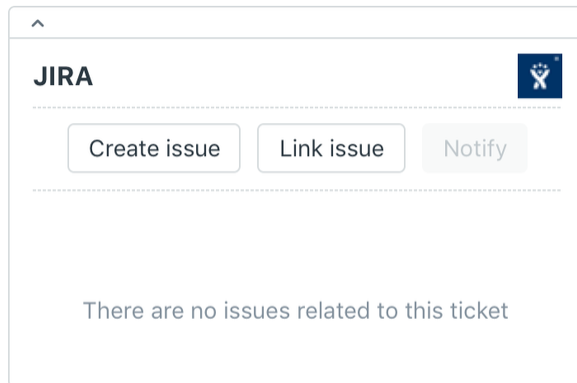 JIRA
Create issue Link issue Notify
There are no issues related to this ticket